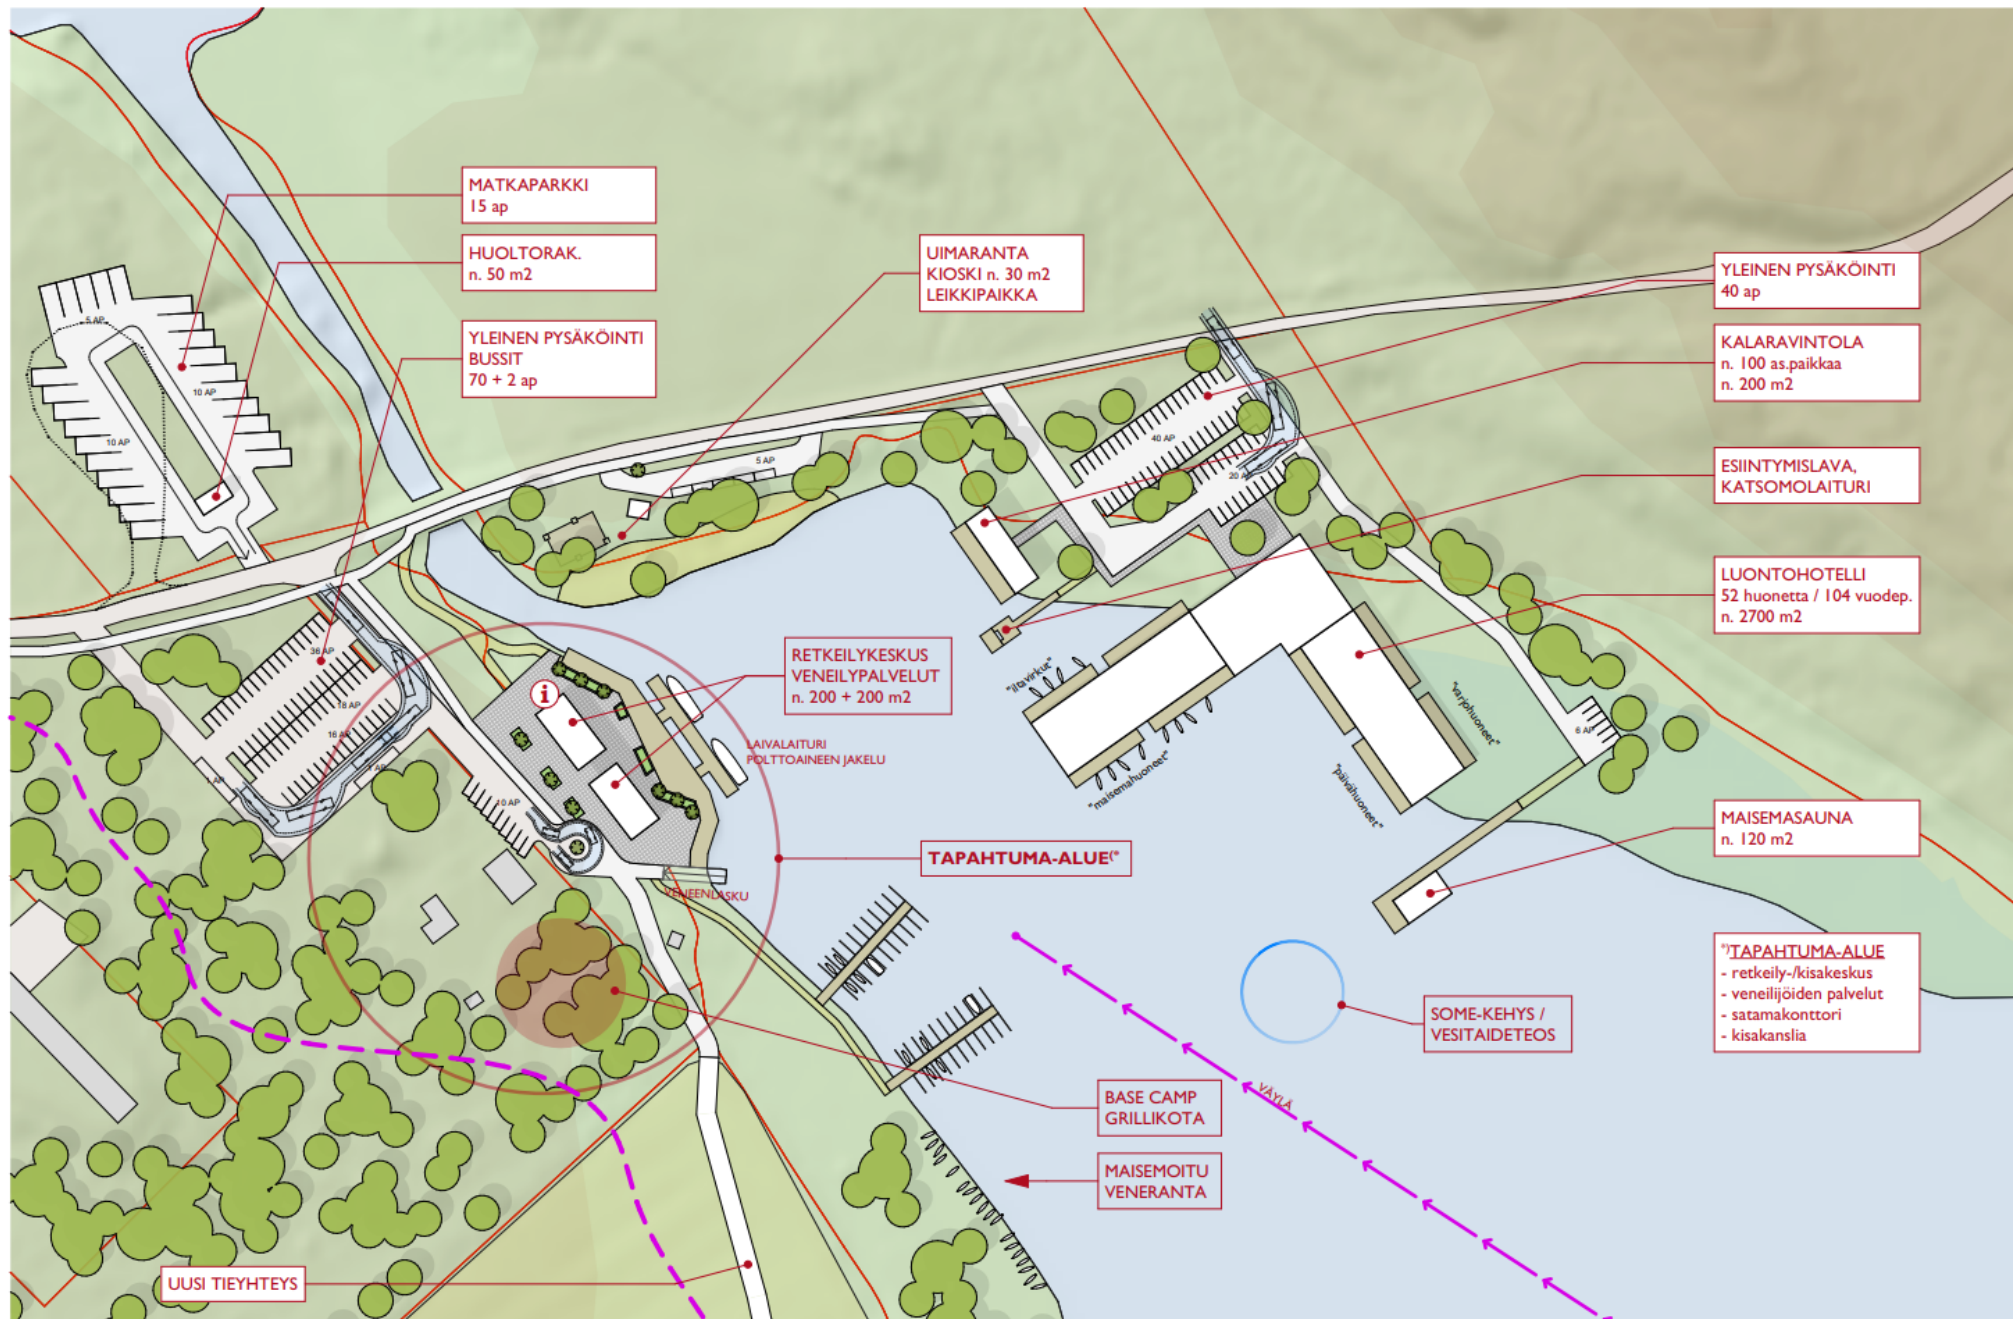 MATKAPARKKI
15 ap
HUOLTORAK.
n. 50 m2
YLEINEN PYSÄKÖINTI
BUSSIT
70 + 2 ap
UIMARANTA
KIOSKI n. 30 m2
LEIKKIPAIKKA
YLEINEN PYSÄKÖINTI
40 ap
KALARAVINTOLA
n. 100 as.paikkaa
n. 200 m2
ESIINTYMISLAVA,
KATSOMOLAITURI
LUONTOHOTELLI
52 huonetta / 104 vuodep.
n. 2700 m2
MAISEMASAUNA
n. 120 m2
*)TAPAHTUMA-ALUE
- retkeily-/kisakeskus
- veneilijöiden palvelut
- satamakonttori
- kisakanslia
RETKEILYKESKUS
VENEILYPALVELUT
n. 200 + 200 m2
i
LAIVALAITURI
POLTTOAINEEN JAKELU
TAPAHTUMA-ALUE(*
VENEENLASKU
SOME-KEHYS /
VESITAIDETEOS
BASE CAMP
GRILLIKOTA
MAISEMOITU
VENERANTA
VÄYLÄ
UUSI TIEYHTEYS
"iltavirkut"
"maisemahuoneet"
"varjohuoneet"
"päivähuoneet"
5 AP
10 AP
10 AP
5 AP
40 AP
20 A
36 AP
18 AP
16 AP
10 AP
6 AP